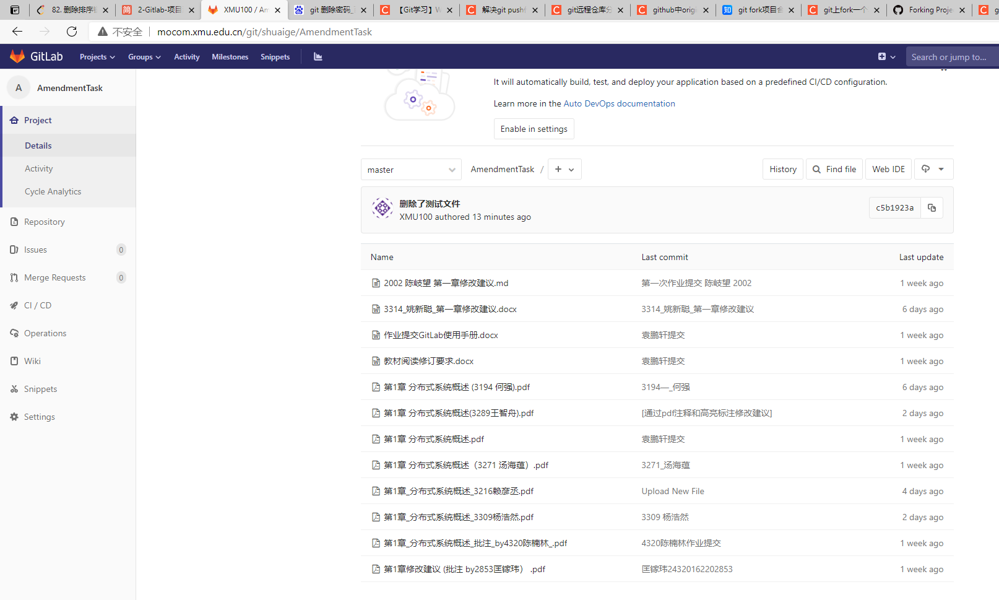 82. 删除排序
2-Gitlab-项目
XMU100 / Am
git 删除密码_
【Git学习】W
解决git push
git远程仓库分
github中orig
git fork项目合
git上fork一个
Forking Proje
不安全 mocom.xmu.edu.cn/git/shuaige/AmendmentTask
GitLab Projects Groups Activity Milestones Snippets Search or jump to...
A AmendmentTask
Project
Details
Activity
Cycle Analytics
Repository
Issues 0
Merge Requests 0
CI / CD
Operations
Wiki
Snippets
Settings
It will automatically build, test, and deploy your application based on a predefined CI/CD configuration.
Learn more in the Auto DevOps documentation
Enable in settings
master AmendmentTask / + History Find file Web IDE
删除了测试文件
XMU100 authored 13 minutes ago
c5b1923a
Name Last commit Last update
2002 陈岐望 第一章修改建议.md 第一次作业提交 陈岐望 2002 1 week ago
3314_姚新聪_第一章修改建议.docx 3314_姚新聪_第一章修改建议 6 days ago
作业提交GitLab使用手册.docx 袁鹏轩提交 1 week ago
教材阅读修订要求.docx 袁鹏轩提交 1 week ago
第1章 分布式系统概述 (3194 何强).pdf 3194—_何强 6 days ago
第1章 分布式系统概述(3289王智舟).pdf [通过pdf注释和高亮标注修改建议] 2 days ago
第1章 分布式系统概述.pdf 袁鹏轩提交 1 week ago
第1章 分布式系统概述（3271 汤海蕴）.pdf 3271_汤海蕴 1 week ago
第1章_分布式系统概述_3216赖彦丞.pdf Upload New File 4 days ago
第1章_分布式系统概述_3309杨浩然.pdf 3309 杨浩然 2 days ago
第1章_分布式系统概述_批注_by4320陈楠林_.pdf 4320陈楠林作业提交 1 week ago
第1章修改建议 (批注 by2853匡镓玮） .pdf 匡镓玮24320162202853 1 week ago